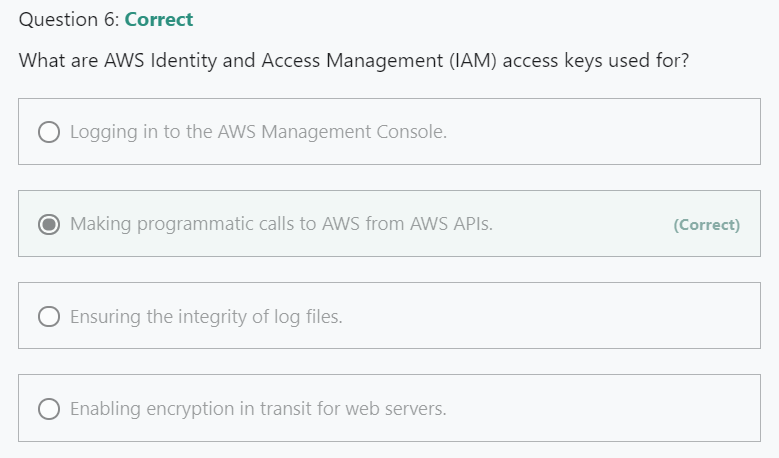 Question 6: Correct
What are AWS Identity and Access Management (IAM) access keys used for?
Logging in to the AWS Management Console.
Making programmatic calls to AWS from AWS APIs. (Correct)
Ensuring the integrity of log files.
Enabling encryption in transit for web servers.